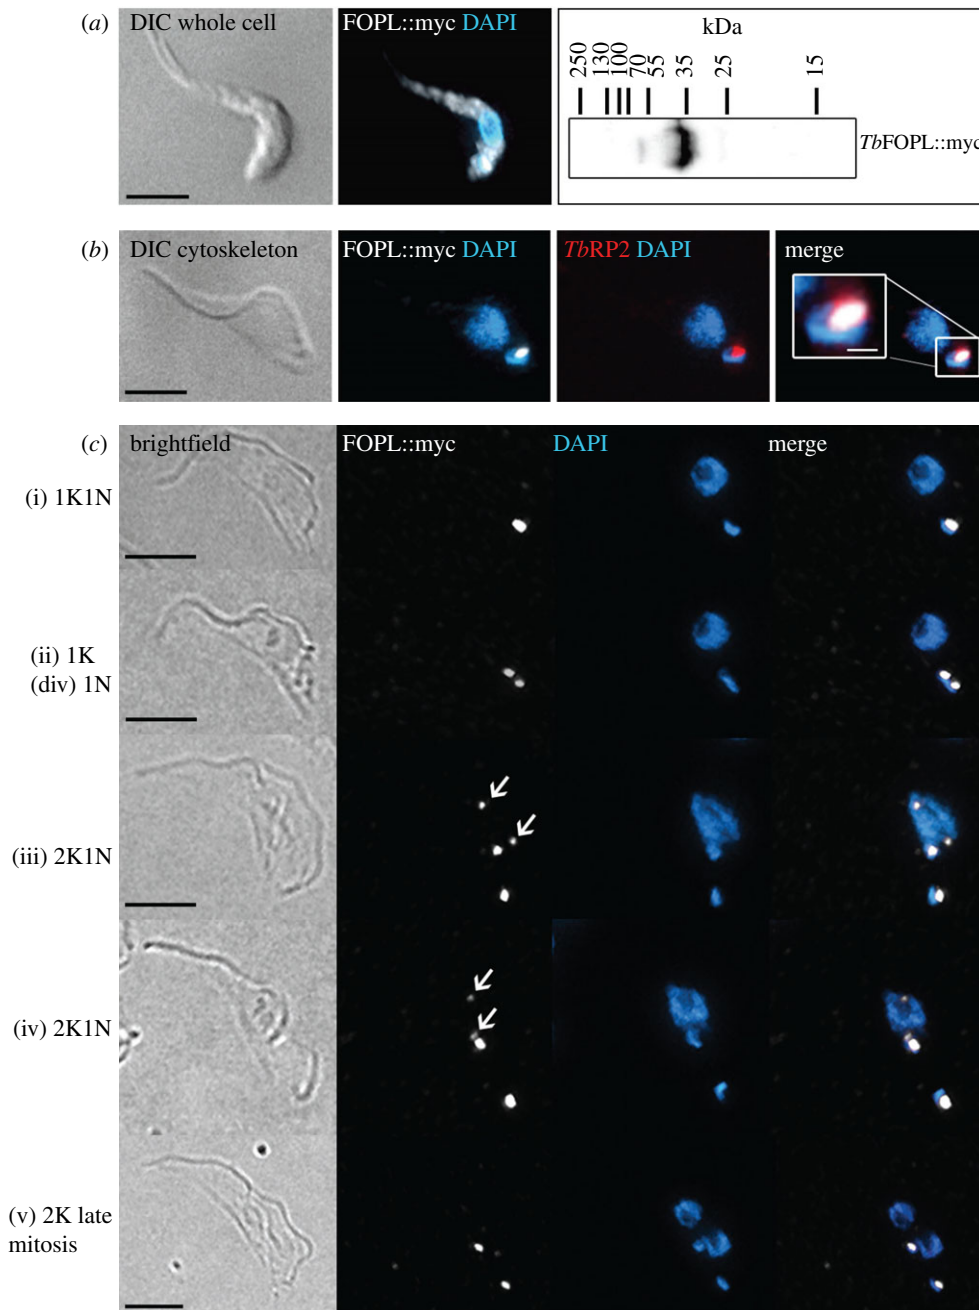 (a)
DIC whole cell
FOPL::myc DAPI
kDa
250 130 100 70 55 35 25 15
TbFOPL::myc
(b)
DIC cytoskeleton
FOPL::myc DAPI
TbRP2 DAPI
merge
(c)
brightfield
FOPL::myc
DAPI
merge
(i) 1K1N
(ii) 1K
(div) 1N
(iii) 2K1N
(iv) 2K1N
(v) 2K late
mitosis